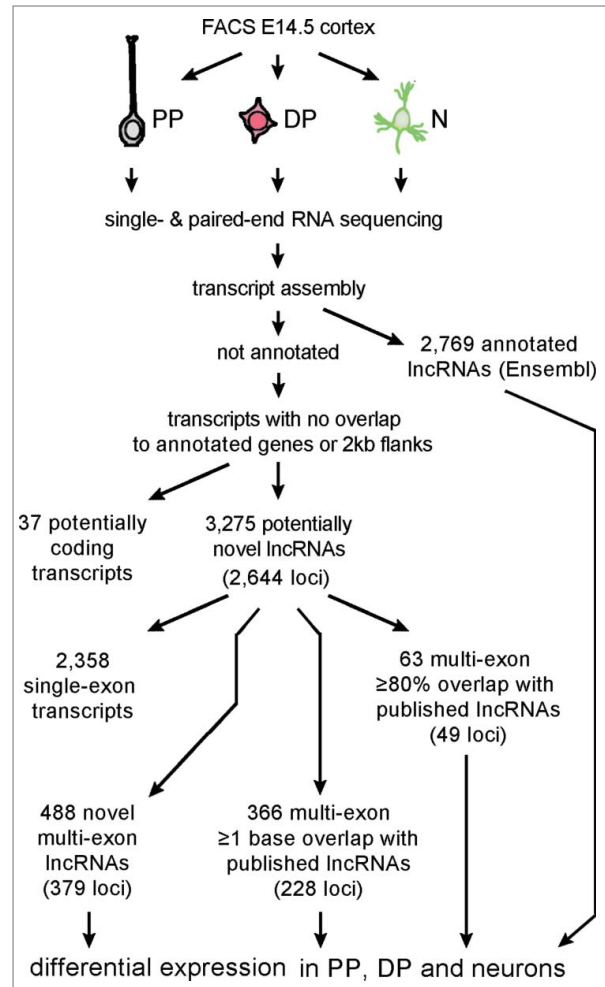 FACS E14.5 cortex
PP
DP
N
single- & paired-end RNA sequencing
transcript assembly
not annotated
2,769 annotated
lncRNAs (Ensembl)
transcripts with no overlap
to annotated genes or 2kb flanks
37 potentially
coding
transcripts
3,275 potentially
novel lncRNAs
(2,644 loci)
2,358
single-exon
transcripts
63 multi-exon
≥80% overlap with
published lncRNAs
(49 loci)
488 novel
multi-exon
lncRNAs
(379 loci)
366 multi-exon
≥1 base overlap with
published lncRNAs
(228 loci)
differential expression in PP, DP and neurons